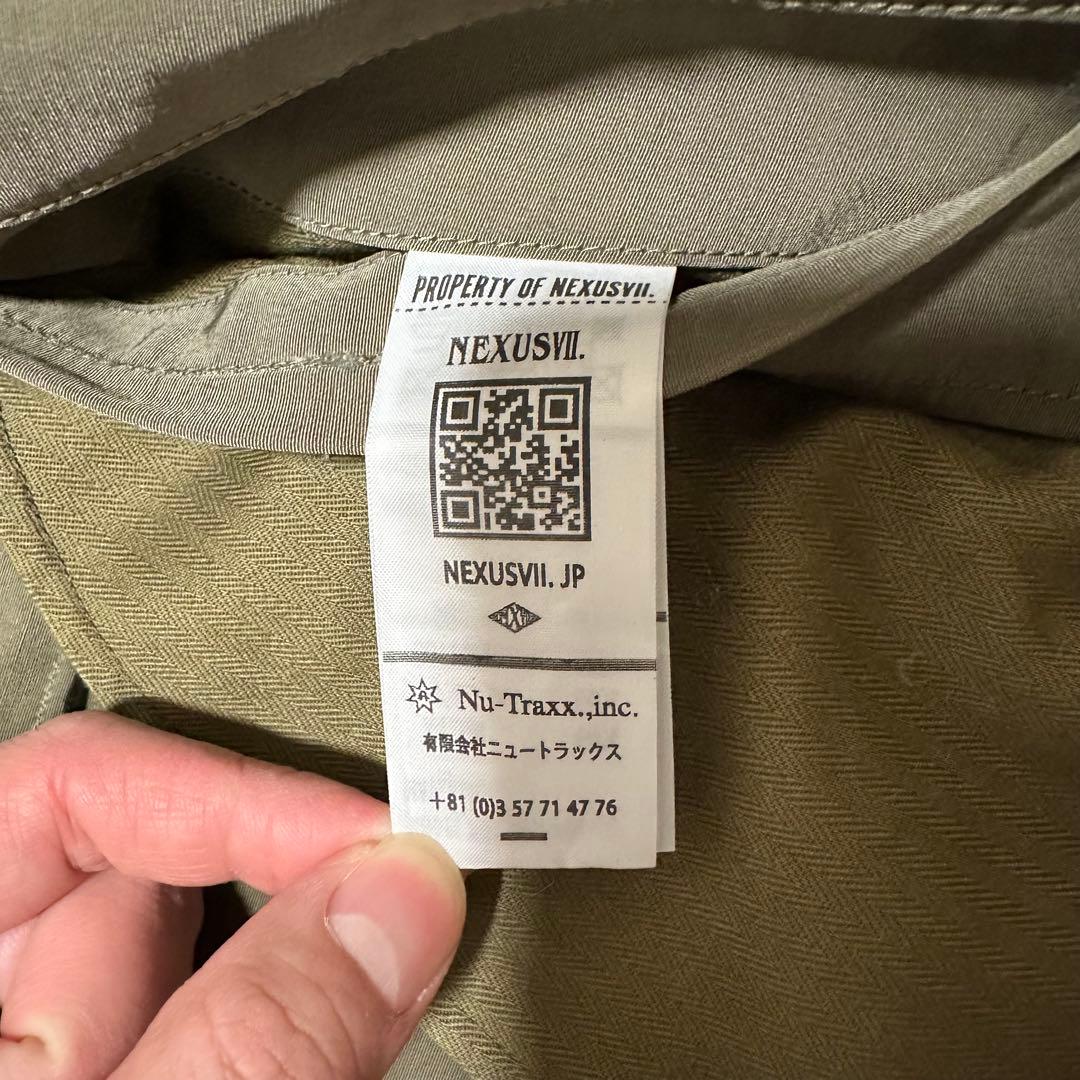 PROPERTY OF NEXUSVII.
NEXUSVII.
NEXUSVII. JP
Nu-Traxx.,inc.
有限会社ニュートラックス
+81 (0)3 57 71 47 76